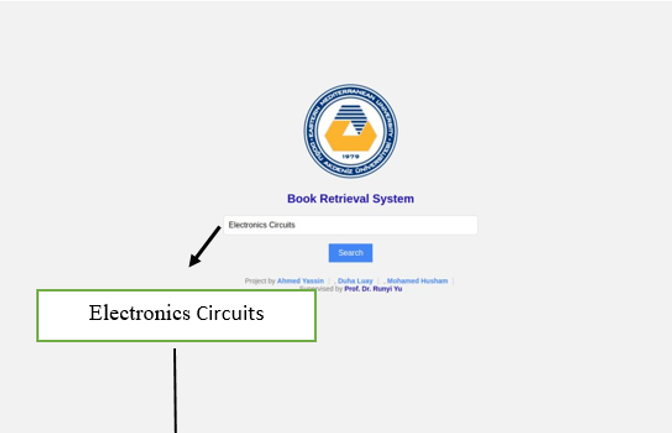 EASTERN MEDITERRANEAN UNIVERSITY
DOĞU AKDENİZ ÜNİVERSİTESİ
1979
Book Retrieval System
Electronics Circuits
Search
Project by Ahmed Yassin | , Duha Luay | , Mohamed Husham |
Supervised by Prof. Dr. Runyi Yu
Electronics Circuits